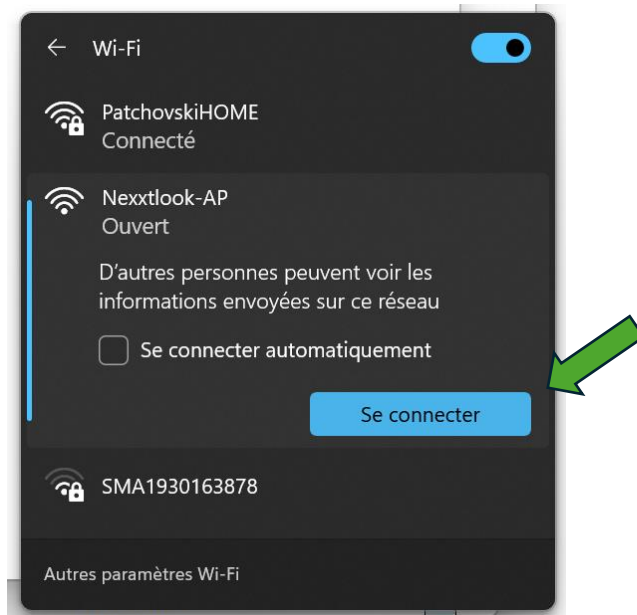 Wi-Fi
PatchovskiHOME
Connecté
Nexxtlook-AP
Ouvert
D'autres personnes peuvent voir les
informations envoyées sur ce réseau
Se connecter automatiquement
Se connecter
SMA1930163878
Autres paramètres Wi-Fi